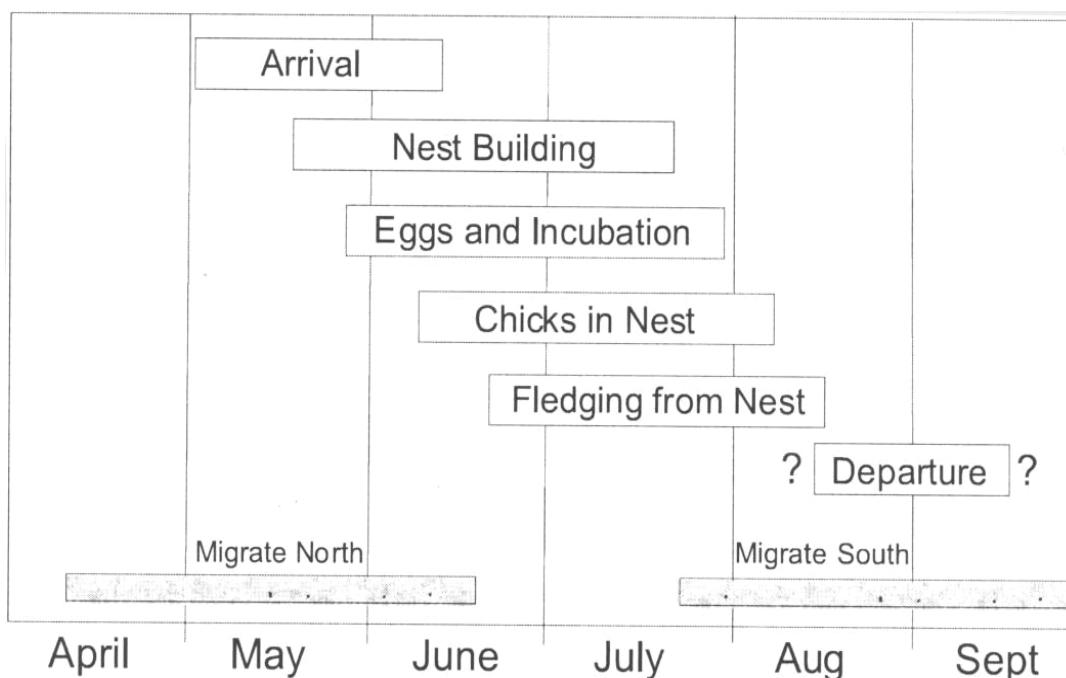 Arrival
Nest Building
Eggs and Incubation
Chicks in Nest
Fledging from Nest
? Departure ?
Migrate North Migrate South
April May June July Aug Sept